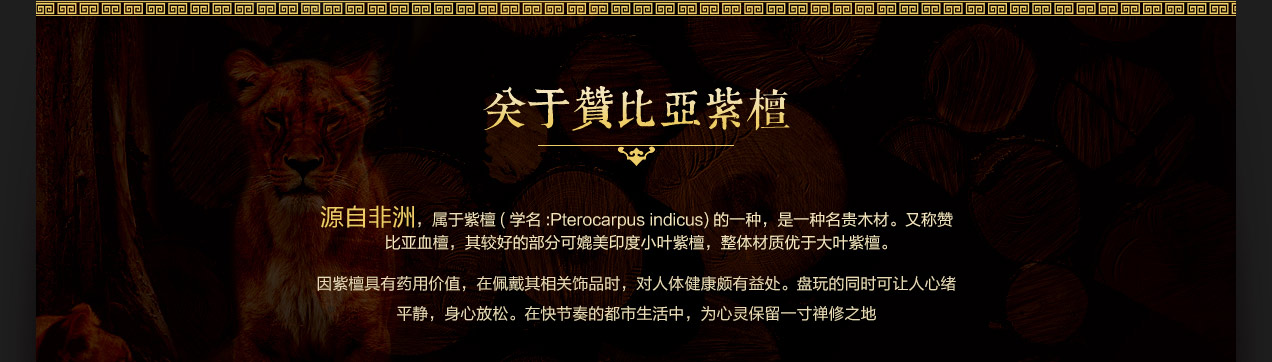 关于贊比亞紫檀
源自非洲，属于紫檀 ( 学名 :Pterocarpus indicus) 的一种，是一种名贵木材。又称赞
比亚血檀，其较好的部分可媲美印度小叶紫檀，整体材质优于大叶紫檀。
因紫檀具有药用价值，在佩戴其相关饰品时，对人体健康颇有益处。盘玩的同时可让人心绪
平静，身心放松。在快节奏的都市生活中，为心灵保留一寸禅修之地